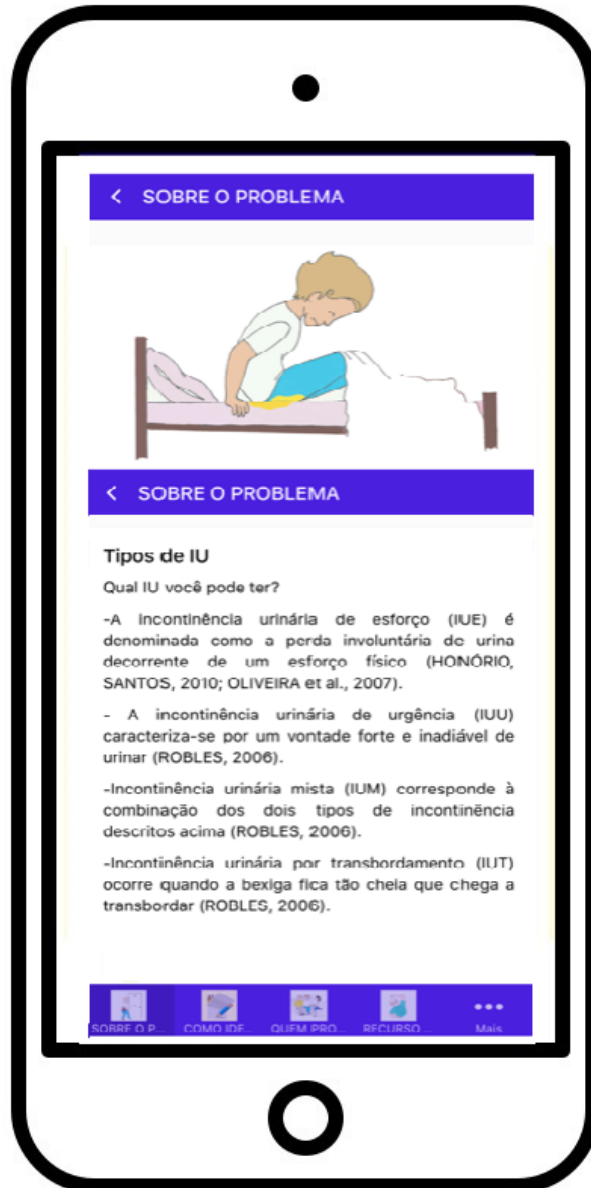 < SOBRE O PROBLEMA
< SOBRE O PROBLEMA
Tipos de IU
Qual IU você pode ter?
-A incontinência urinária de esforço (IUE) é
denominada como a perda involuntária de urina
decorrente de um esforço físico (HONÓRIO,
SANTOS, 2010; OLIVEIRA et al., 2007).
- A incontinência urinária de urgência (IUU)
caracteriza-se por um vontade forte e inadiável de
urinar (ROBLES, 2006).
-Incontinência urinária mista (IUM) corresponde à
combinação dos dois tipos de incontinência
descritos acima (ROBLES, 2006).
-Incontinência urinária por transbordamento (IUT)
ocorre quando a bexiga fica tão cheia que chega a
transbordar (ROBLES, 2006).
SOBRE O P... COMO IDE... QUEM PRO... RECURSO ... Mais